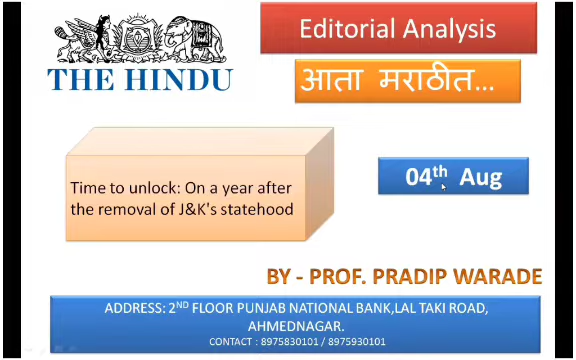 THE HINDU
Editorial Analysis
आता मराठीत...
Time to unlock: On a year after
the removal of J&K's statehood
04th Aug
BY - PROF. PRADIP WARADE
ADDRESS: 2ND FLOOR PUNJAB NATIONAL BANK,LAL TAKI ROAD,
AHMEDNAGAR.
CONTACT : 8975830101 / 8975930101